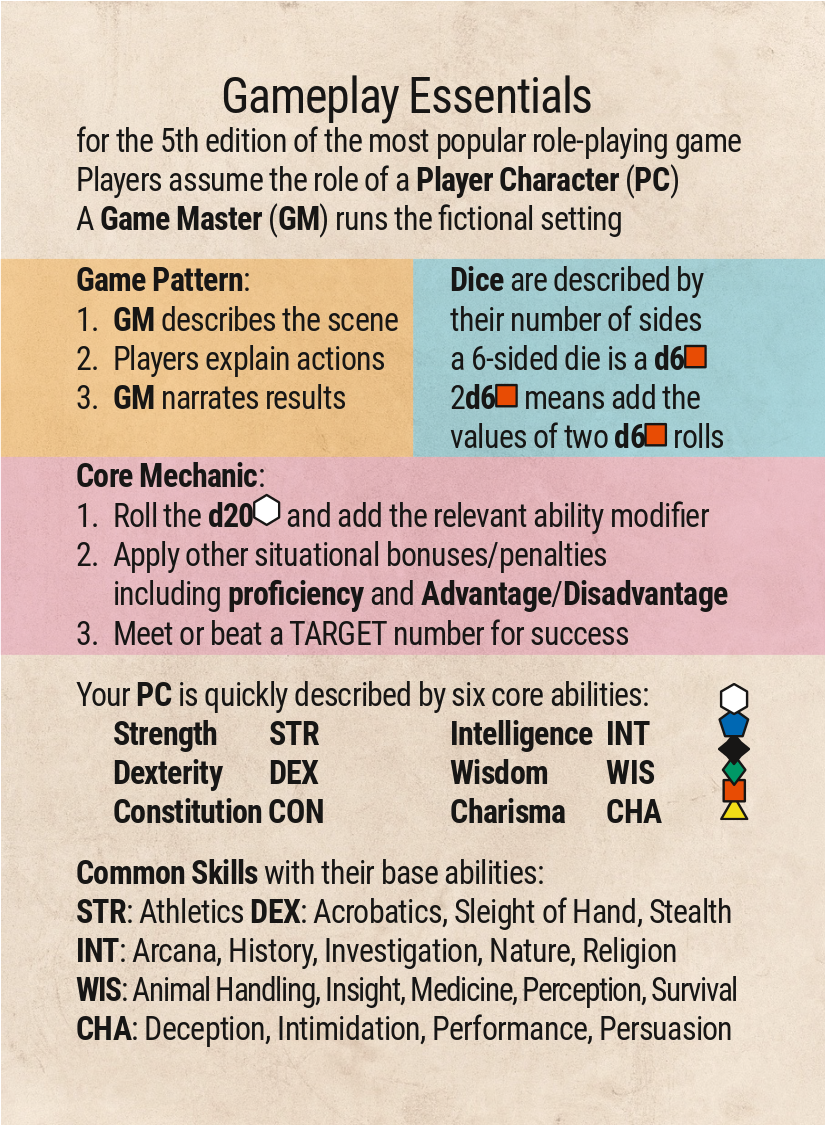 Gameplay Essentials
for the 5th edition of the most popular role-playing game
Players assume the role of a Player Character (PC)
A Game Master (GM) runs the fictional setting
Game Pattern:
1. GM describes the scene
2. Players explain actions
3. GM narrates results
Dice are described by
their number of sides
a 6-sided die is a d6
2d6 means add the
values of two d6 rolls
Core Mechanic:
1. Roll the d20 and add the relevant ability modifier
2. Apply other situational bonuses/penalties
including proficiency and Advantage/Disadvantage
3. Meet or beat a TARGET number for success
Your PC is quickly described by six core abilities:
Strength STR Intelligence INT
Dexterity DEX Wisdom WIS
Constitution CON Charisma CHA
Common Skills with their base abilities:
STR: Athletics DEX: Acrobatics, Sleight of Hand, Stealth
INT: Arcana, History, Investigation, Nature, Religion
WIS: Animal Handling, Insight, Medicine, Perception, Survival
CHA: Deception, Intimidation, Performance, Persuasion